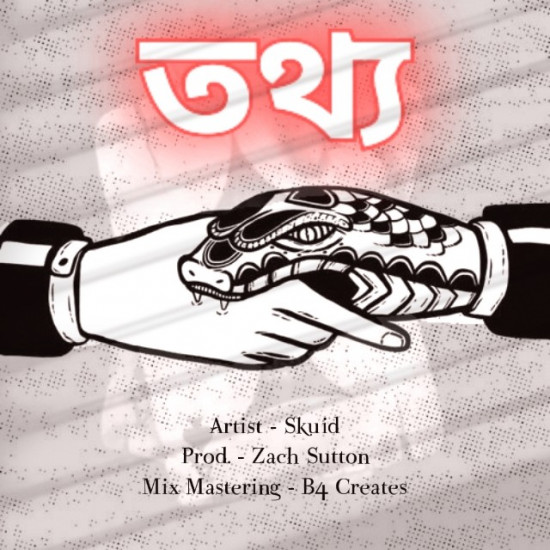 তথ্য
Artist - Skuid
Prod. - Zach Sutton
Mix Mastering - B4 Creates